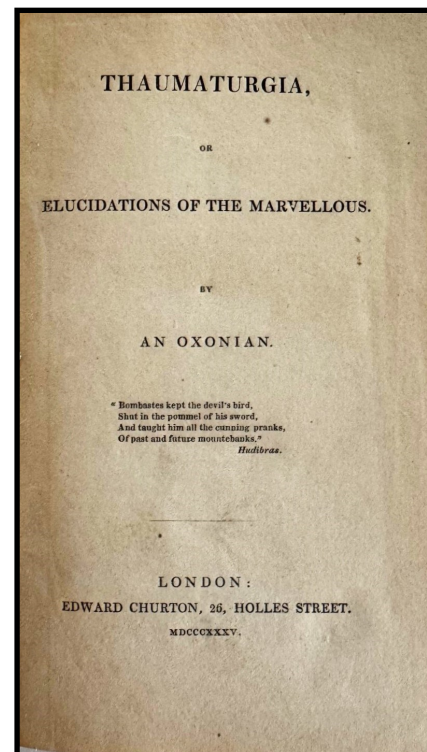 THAUMATURGIA,
OR
ELUCIDATIONS OF THE MARVELLOUS.
BY
AN OXONIAN.
"Bombastes kept the devil's bird,
Shut in the pommel of his sword,
And taught him all the cunning pranks,
Of past and future mountebanks."
Hudibras.
LONDON:
EDWARD CHURTON, 26, HOLLES STREET.
MDCCCXXXV.